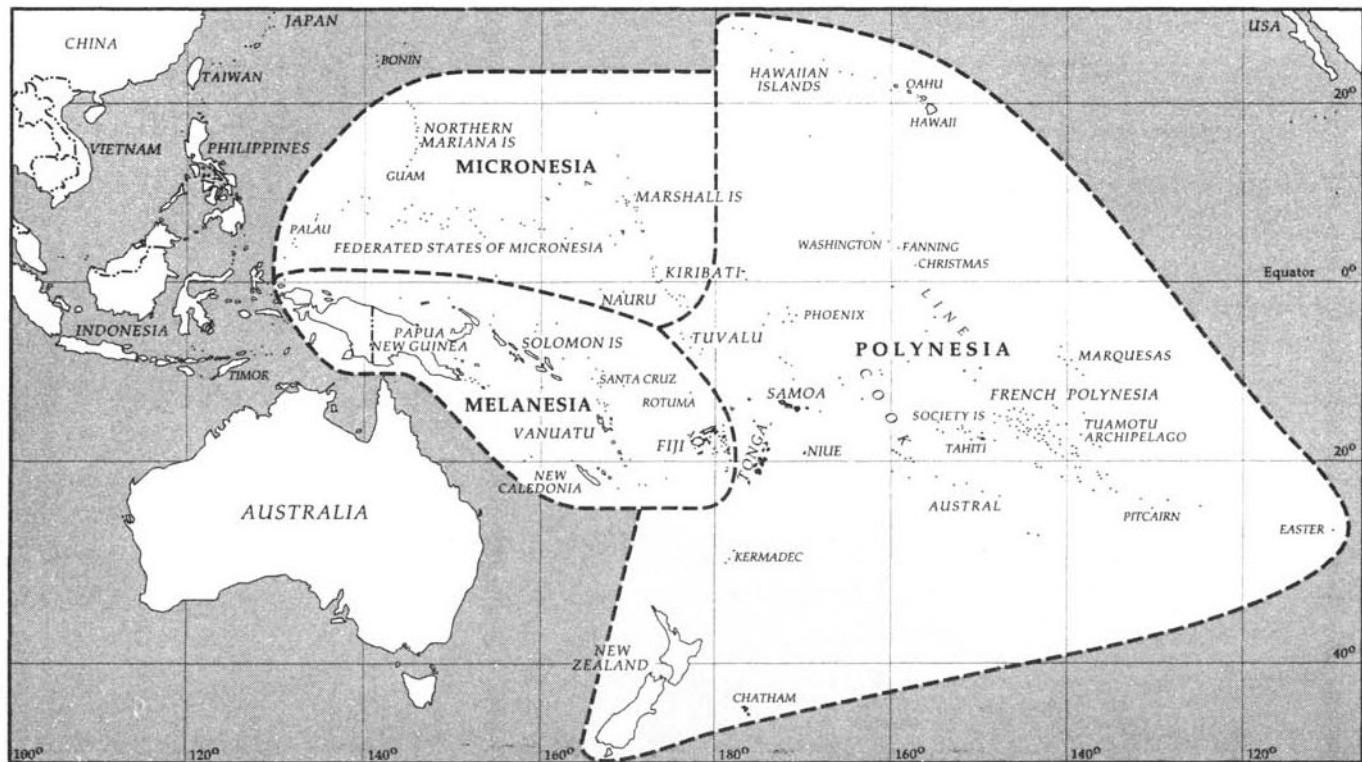 JAPAN
USA
CHINA
BONIN
TAIWAN
HAWAIIAN
ISLANDS
OAHU
20°
HAWAII
NORTHERN
MARIANA IS
VIETNAM
PHILIPPINES
MICRONESIA
GUAM
MARSHALL IS
PALAU
FEDERATED STATES OF MICRONESIA
WASHINGTON
FANNING
CHRISTMAS
KIRIBATI
Equator
0°
NAURU
LINE
INDONESIA
PAPUA
NEW GUINEA
SOLOMON IS
TUVALU
PHOENIX
POLYNESIA
MARQUESAS
TIMOR
SANTA CRUZ
COOK
MELANESIA
ROTUMA
SAMOA
FRENCH POLYNESIA
VANUATU
SOCIETY IS
TUAMOTU
ARCHIPELAGO
FIJI
TONGA
NIUE
TAHITI
20°
NEW
CALEDONIA
AUSTRALIA
AUSTRAL
PITCAIRN
EASTER
KERMADEC
NEW
ZEALAND
40°
CHATHAM
100°
120°
140°
160°
180°
160°
140°
120°